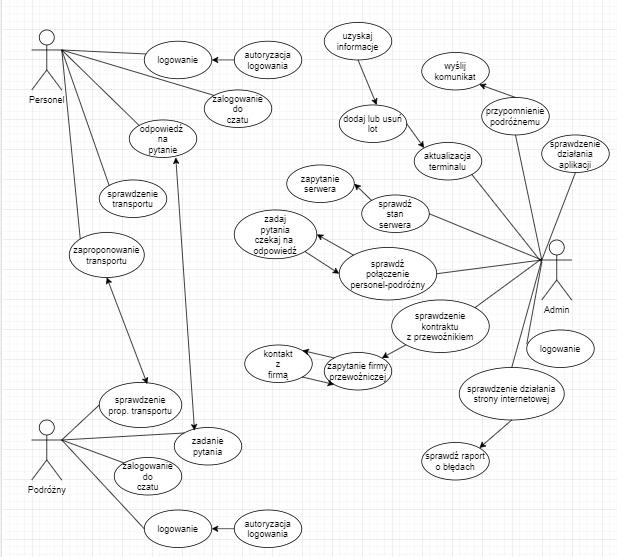 uzyskaj
informacje
logowanie
autoryzacja
logowania
wyślij
komunikat
Personel
zalogowanie
do
czatu
przypomnienie
podróżnemu
dodaj lub usuń
lot
odpowiedź
na
pytanie
aktualizacja
terminalu
sprawdzenie
działania
aplikacji
zapytanie
serwera
sprawdzenie
transportu
sprawdź
stan
serwera
zadaj
pytania
czekaj na
odpowiedź
zaproponowanie
transportu
sprawdź
połączenie
personel-podróżny
Admin
sprawdzenie
kontraktu
z przewoźnikiem
logowanie
kontakt
z
firmą
zapytanie firmy
przewoźniczej
sprawdzenie działania
strony internetowej
sprawdzenie
prop. transportu
zadanie
pytania
sprawdź raport
o błędach
zalogowanie
do
czatu
Podróżny
logowanie
autoryzacja
logowania